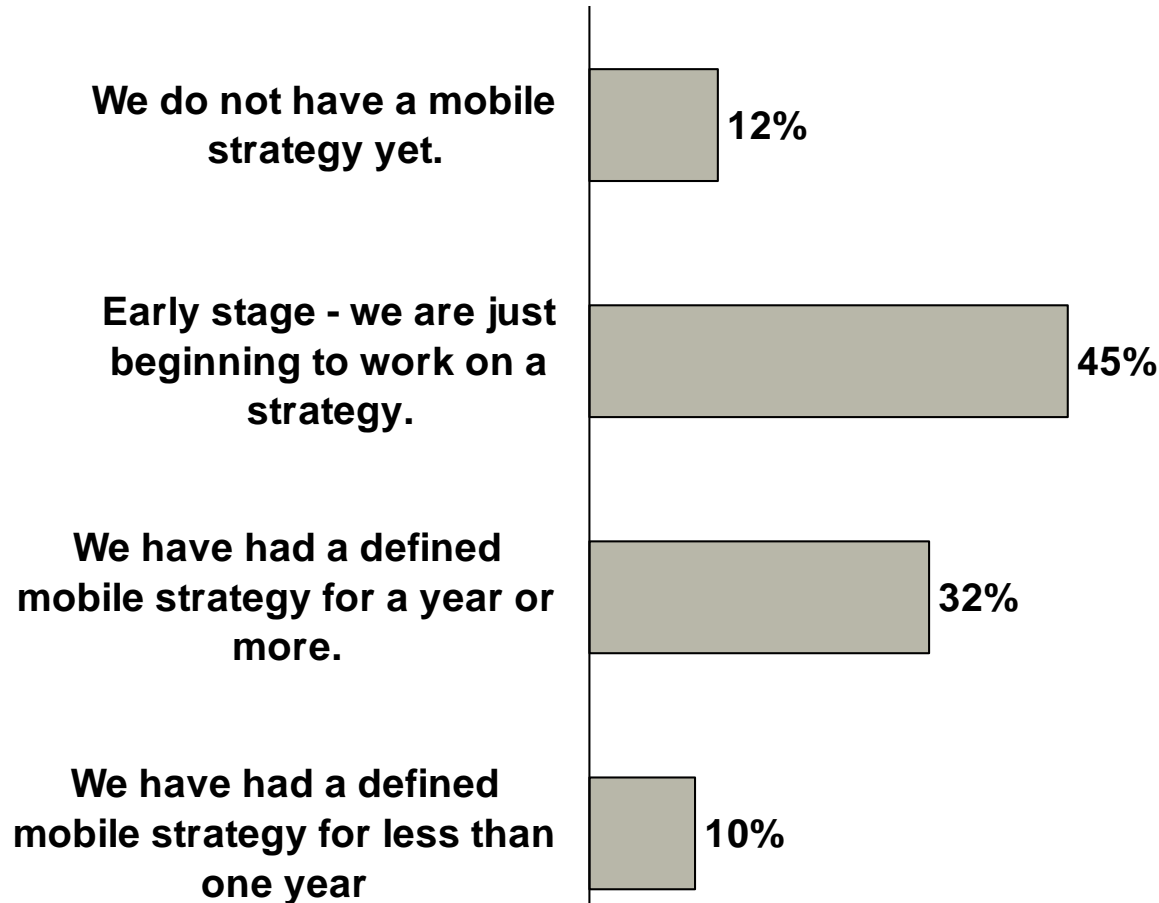 We do not have a mobile
strategy yet.
12%
Early stage - we are just
beginning to work on a
strategy.
45%
We have had a defined
mobile strategy for a year or
more.
32%
We have had a defined
mobile strategy for less than
one year
10%